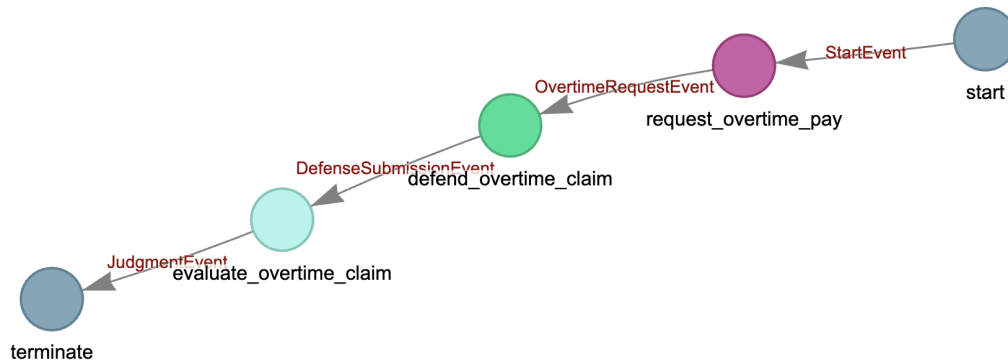 StartEvent
start
OvertimeRequestEvent
request_overtime_pay
DefenseSubmissionEvent
defend_overtime_claim
JudgmentEvent
evaluate_overtime_claim
terminate